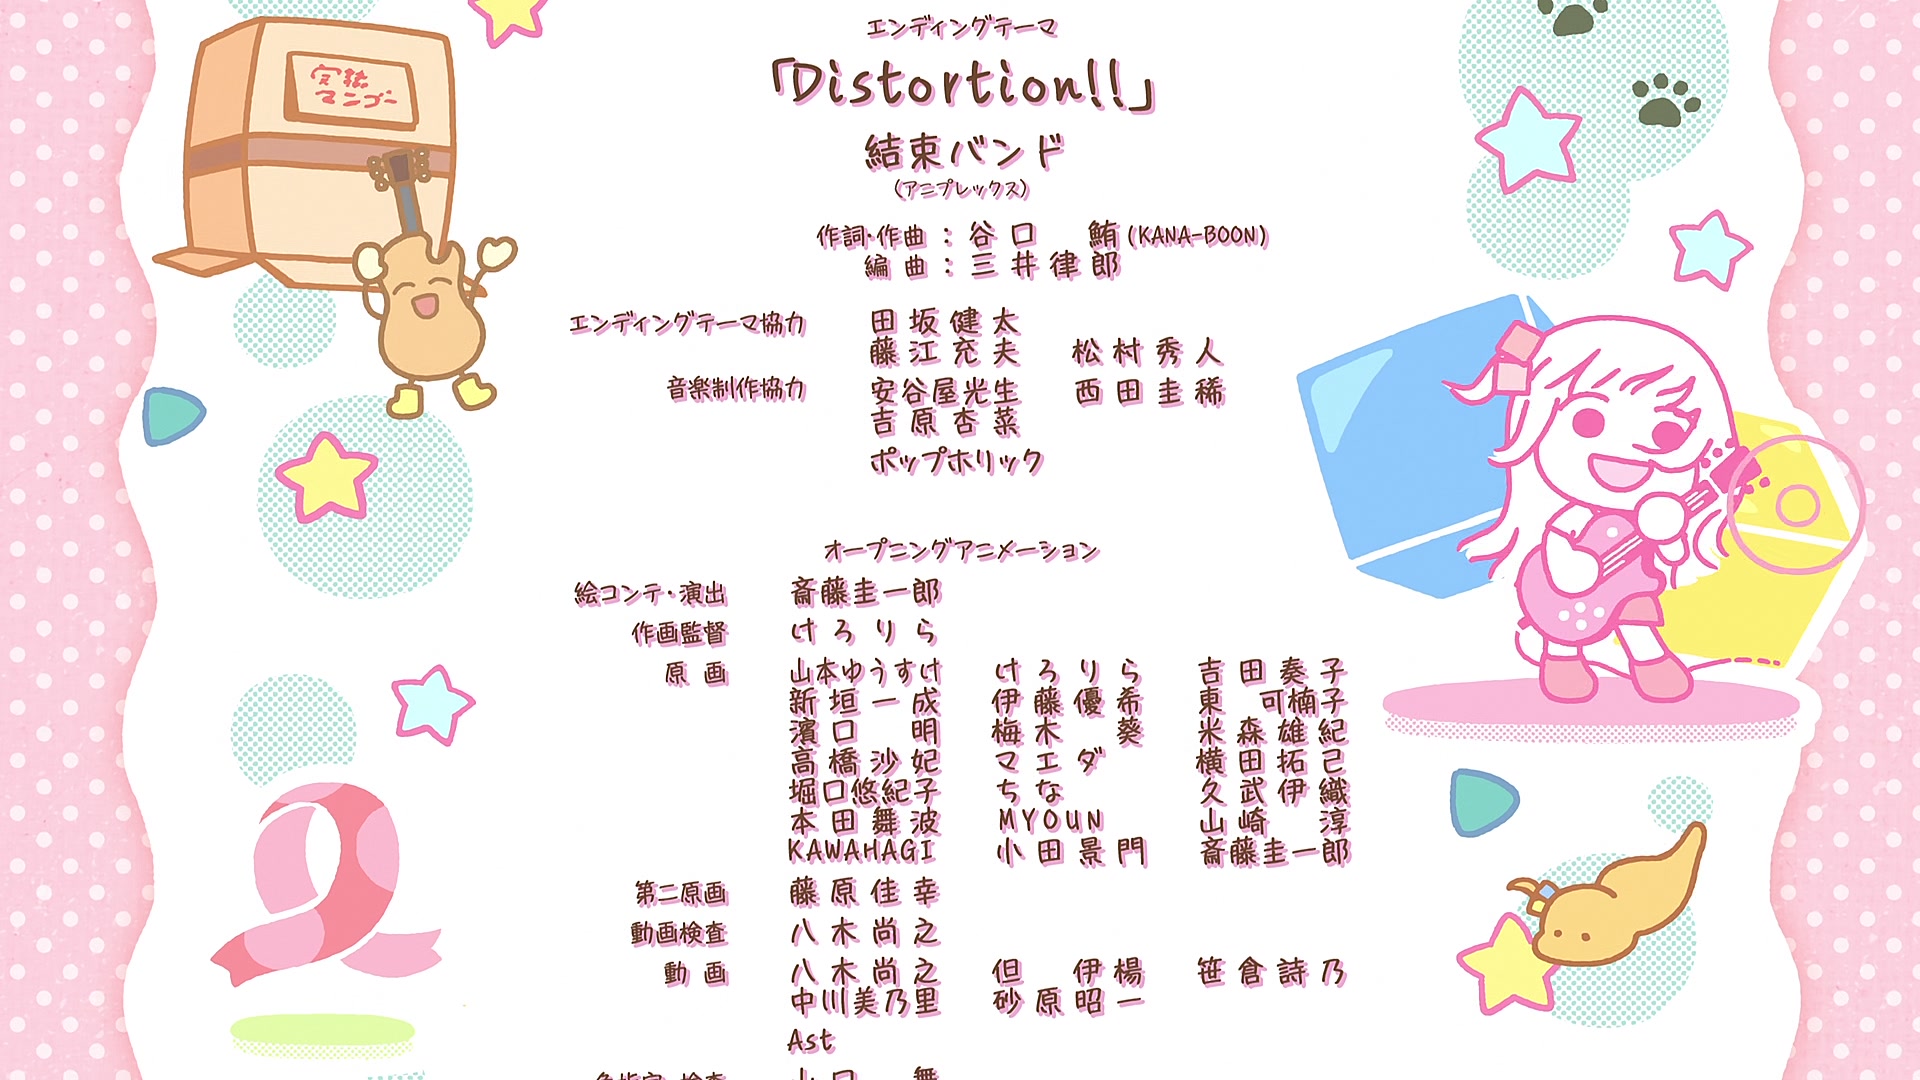 エンディングテーマ
「Distortion!!」
結束バンド
(アニプレックス)
作詞・作曲 : 谷口 鮪 (KANA-BOON)
編曲 : 三井律郎
エンディングテーマ協力 田坂健太
藤江充夫 松村秀人
音楽制作協力 安谷屋光生 西田圭稀
吉原杏菜
ポップホリック
オープニングアニメーション
絵コンテ・演出 斎藤圭一郎
作画監督 けろりら
原画 山本ゆうすけ けろりら 吉田奏子
新垣一成 伊藤優希 東 可楠子
濱口 明 梅木 葵 米森雄紀
高橋沙妃 マエダ 横田拓己
堀口悠紀子 ちな 久武伊織
本田舞波 MYOUN 山崎 淳
KAWAHAGI 小田景門 斎藤圭一郎
第二原画 藤原佳幸
動画検査 八木尚之
動画 八木尚之 但 伊楊 笹倉詩乃
中川美乃里 砂原昭一
Ast
完熟
マンゴー